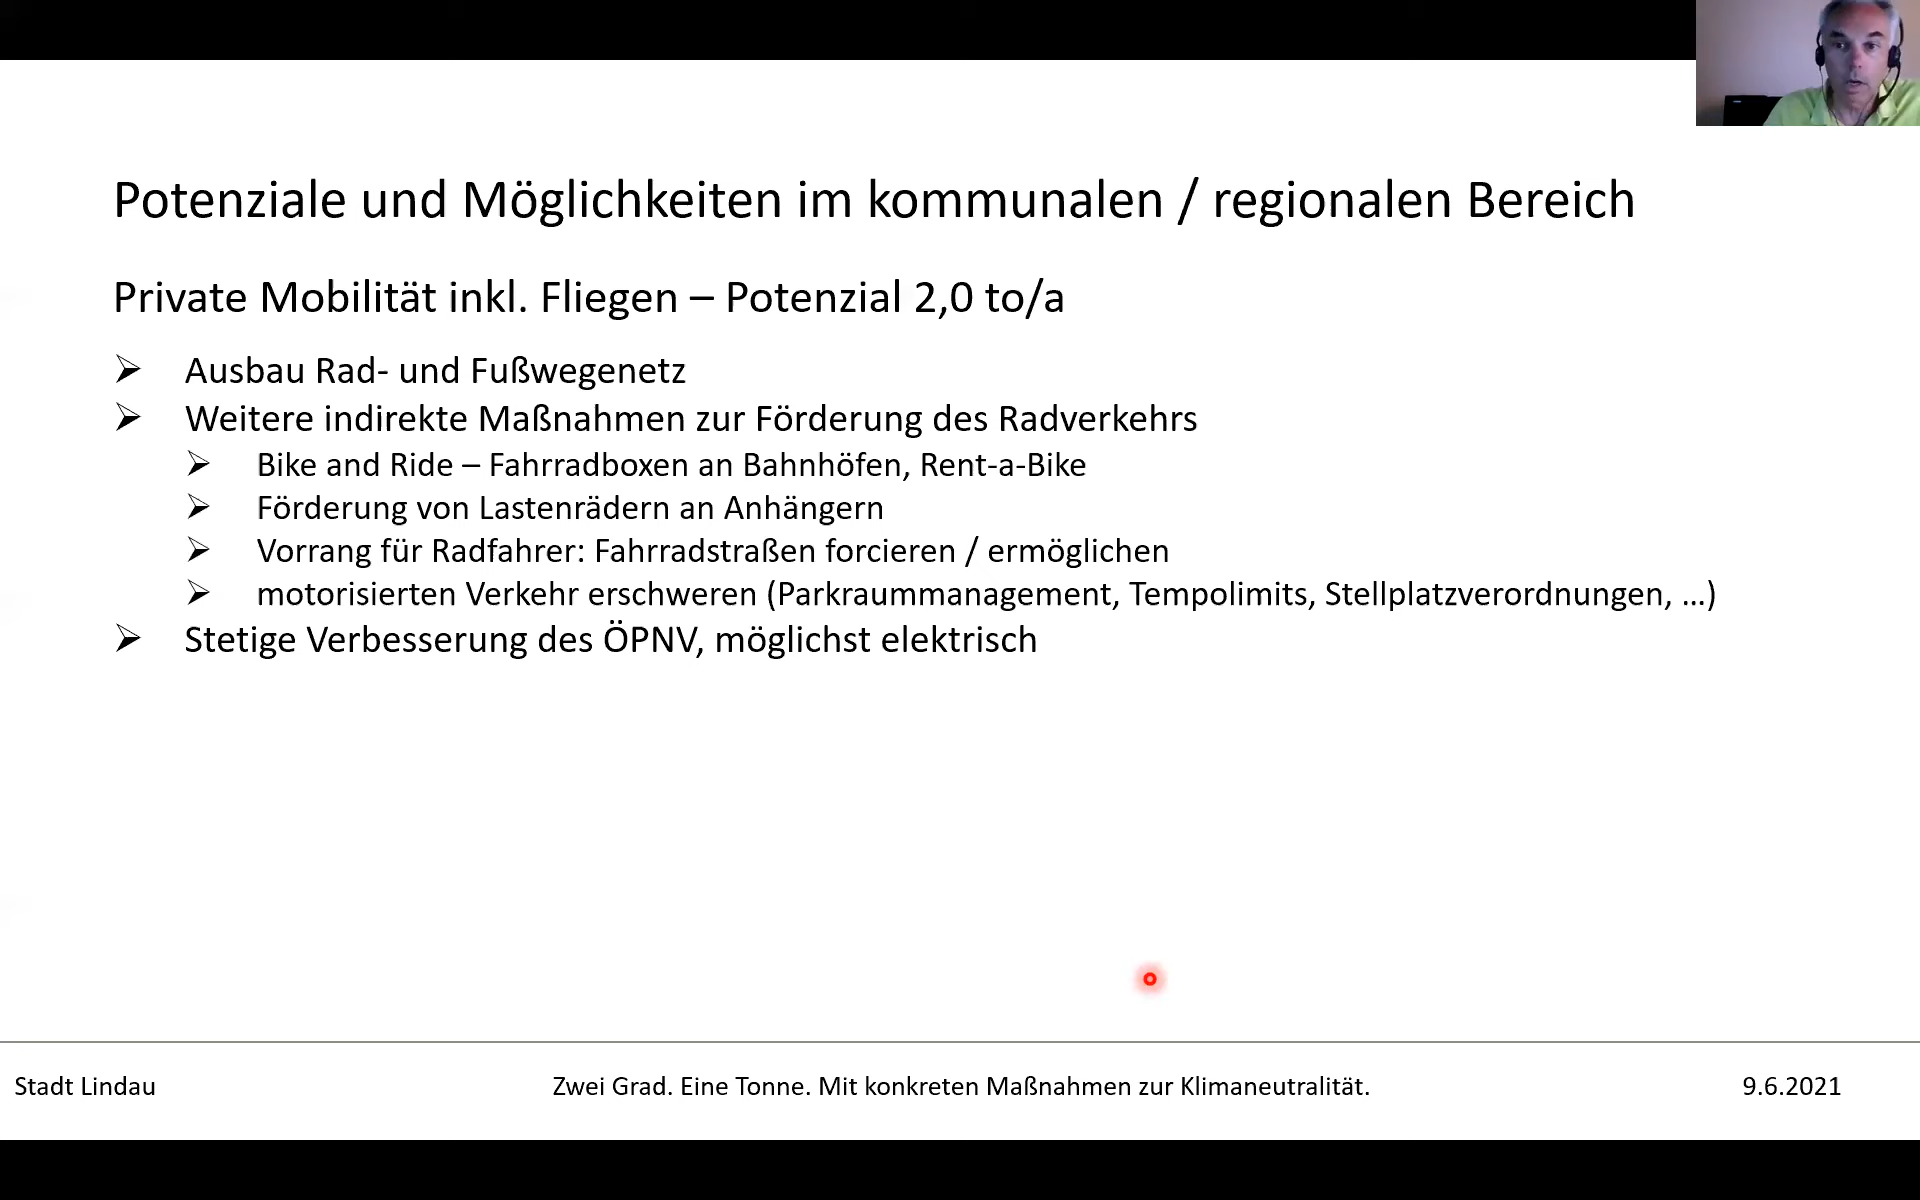 Potenziale und Möglichkeiten im kommunalen / regionalen Bereich
Private Mobilität inkl. Fliegen – Potenzial 2,0 to/a
Ausbau Rad- und Fußwegenetz
Weitere indirekte Maßnahmen zur Förderung des Radverkehrs
Bike and Ride – Fahrradboxen an Bahnhöfen, Rent-a-Bike
Förderung von Lastenrädern an Anhängern
Vorrang für Radfahrer: Fahrradstraßen forcieren / ermöglichen
motorisierten Verkehr erschweren (Parkraummanagement, Tempolimits, Stellplatzverordnungen, …)
Stetige Verbesserung des ÖPNV, möglichst elektrisch
Stadt Lindau
Zwei Grad. Eine Tonne. Mit konkreten Maßnahmen zur Klimaneutralität.
9.6.2021